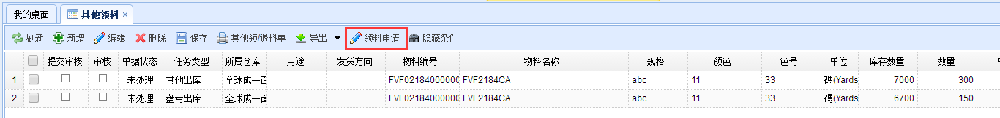 我的桌面 其他领料 ×
刷新 新增 编辑 删除 保存 其他领/退料单 导出 领料申请 隐藏条件
提交审核 审核 单据状态 任务类型 所属仓库 用途 发货方向 物料编号 物料名称 规格 颜色 色号 单位 库存数量 数量
1 未处理 其他出库 全球成一面 FVF02184000000 FVF2184CA abc 11 33 碼(Yards 7000 300
2 未处理 盘亏出库 全球成一面 FVF02184000000 FVF2184CA abc 11 33 碼(Yards 6700 150